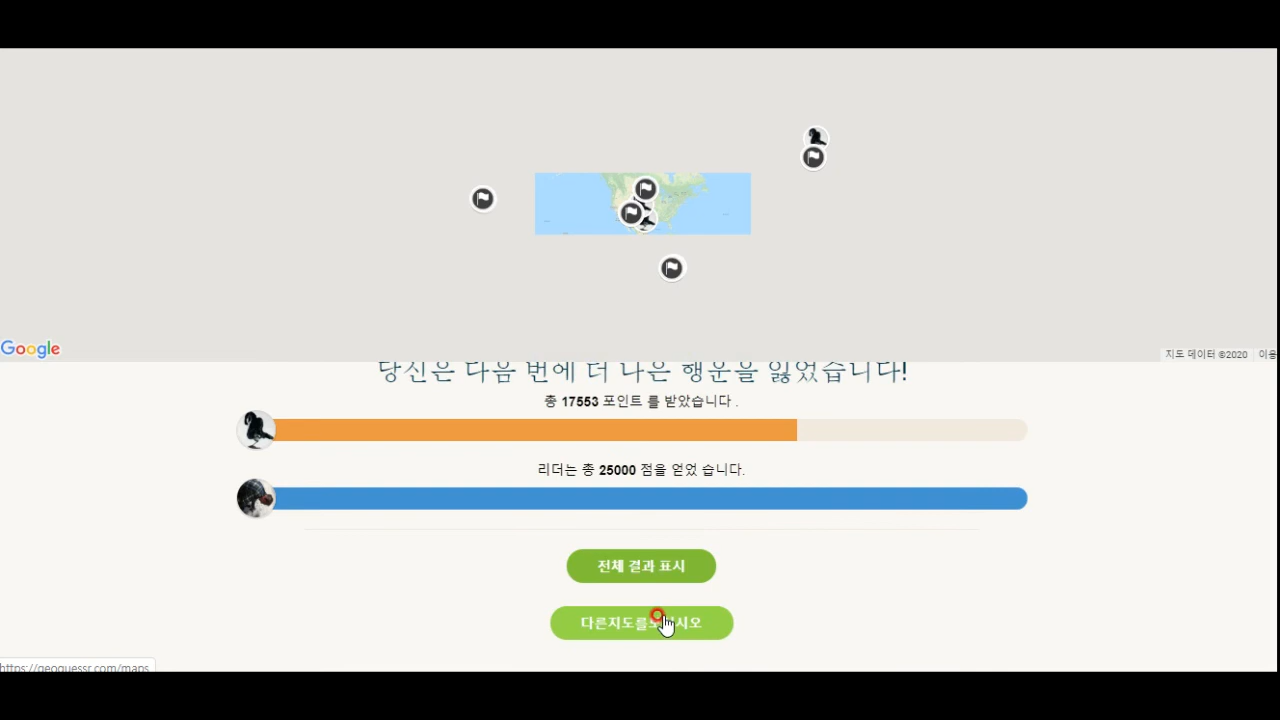 Google
지도 데이터 ©2020 이용
당신은 다음 번에 더 나은 행운을 잃었습니다!
총 17553 포인트 를 받았습니다 .
리더는 총 25000 점을 얻었 습니다.
전체 결과 표시
https://geoguessr.com/maps